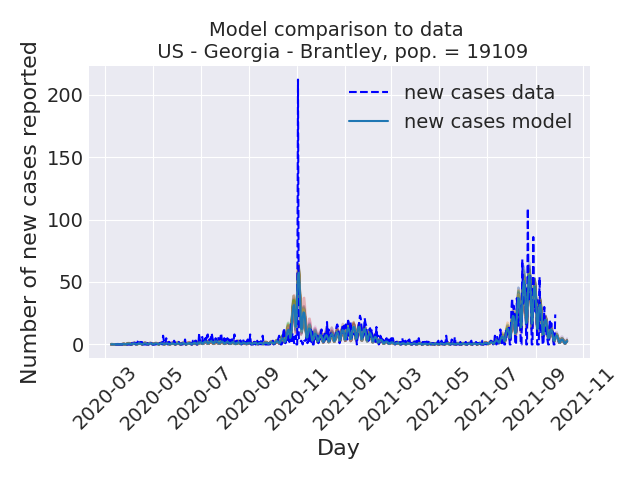 Model comparison to data
US - Georgia - Brantley, pop. = 19109
Number of new cases reported
200
150
100
50
0
new cases data
new cases model
2020-03
2020-05
2020-07
2020-09
2020-11
2021-01
2021-03
2021-05
2021-07
2021-09
2021-11
Day